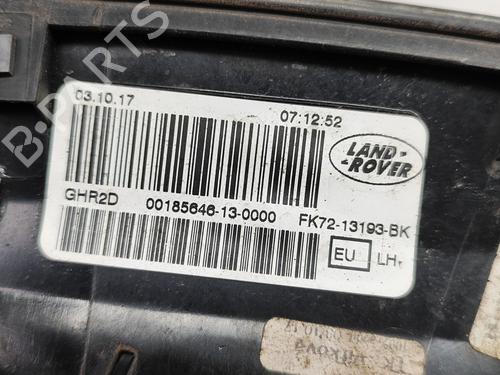 B-PARTS
03.10.17
07:12:52
LAND-
-ROVER
GHR2D
00185646-13-0000
FK72-13193-BK
EU
LH